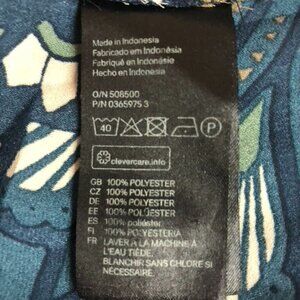 Made in Indonesia
Fabricado em Indonésia
Fabriqué en Indonésie
Hecho en Indonesia
O/N 508500
P/N 0365975 3
40 P
clevercare.info
GB 100% POLYESTER
CZ 100% POLYESTER
DE 100% POLYESTER
EE 100% POLÜESTER
ES 100% poliéster
FI 100% POLYESTERIA
FR LAVER A LA MACHINE À
L'EAU TIÈDE.
BLANCHIR SANS CHLORE SI
NÉCESSAIRE.